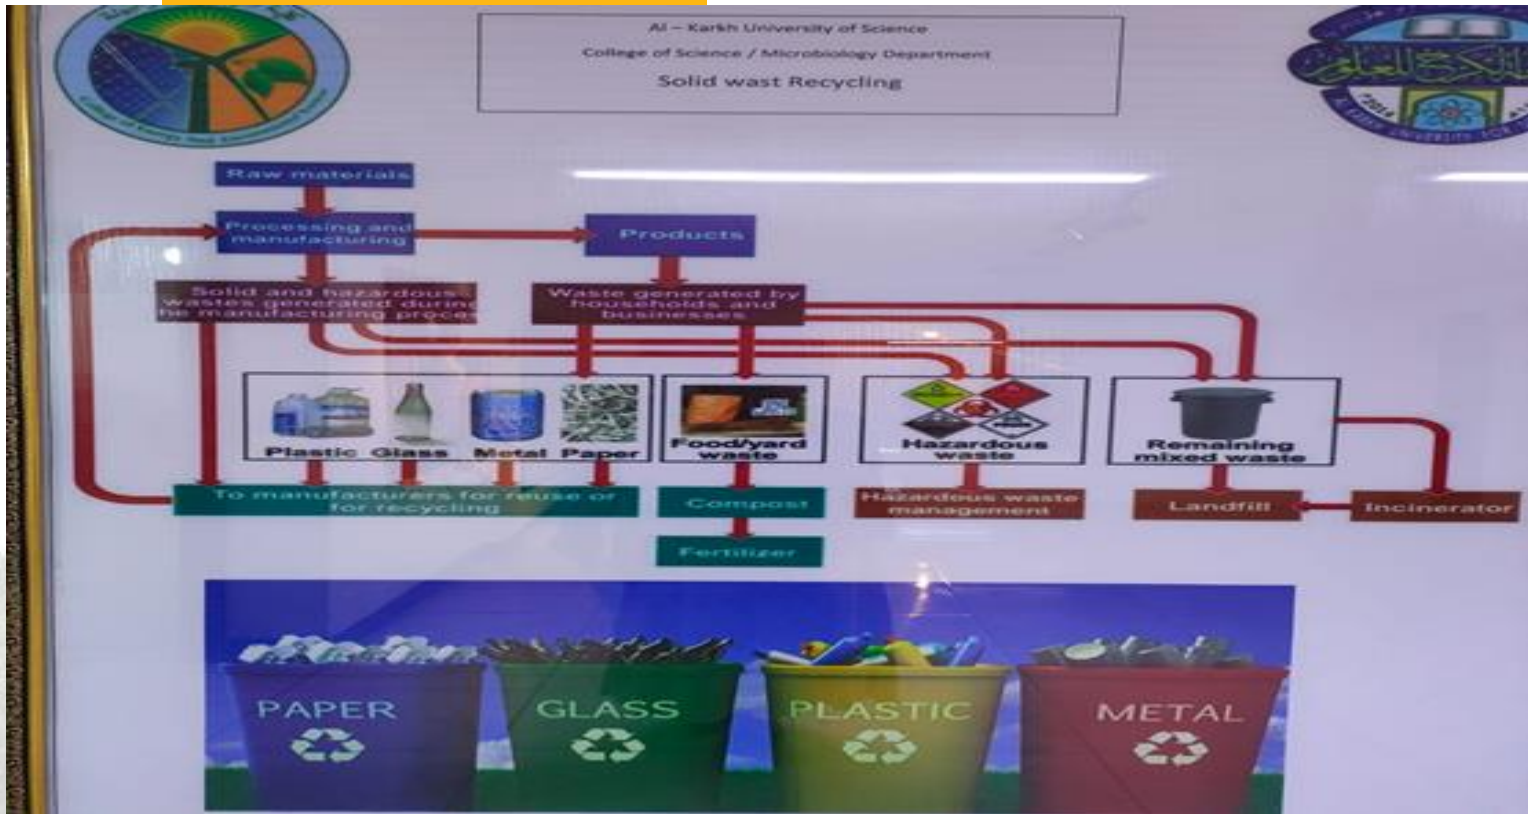 Al – Karkh University of Science
College of Science / Microbiology Department
Solid wast Recycling
2014
Raw materials
Processing and
manufacturing
Products
Solid and hazardous
wastes generated during
he manufacturing proces
Waste generated by
households and
businesses
Plastic Glass Metal Paper
Food/yard
waste
Hazardous
waste
Remaining
mixed waste
To manufacturers for reuse or
for recycling
Compost
Hazardous waste
management
Landfill
Incinerator
Fertilizer
PAPER
GLASS
PLASTIC
METAL